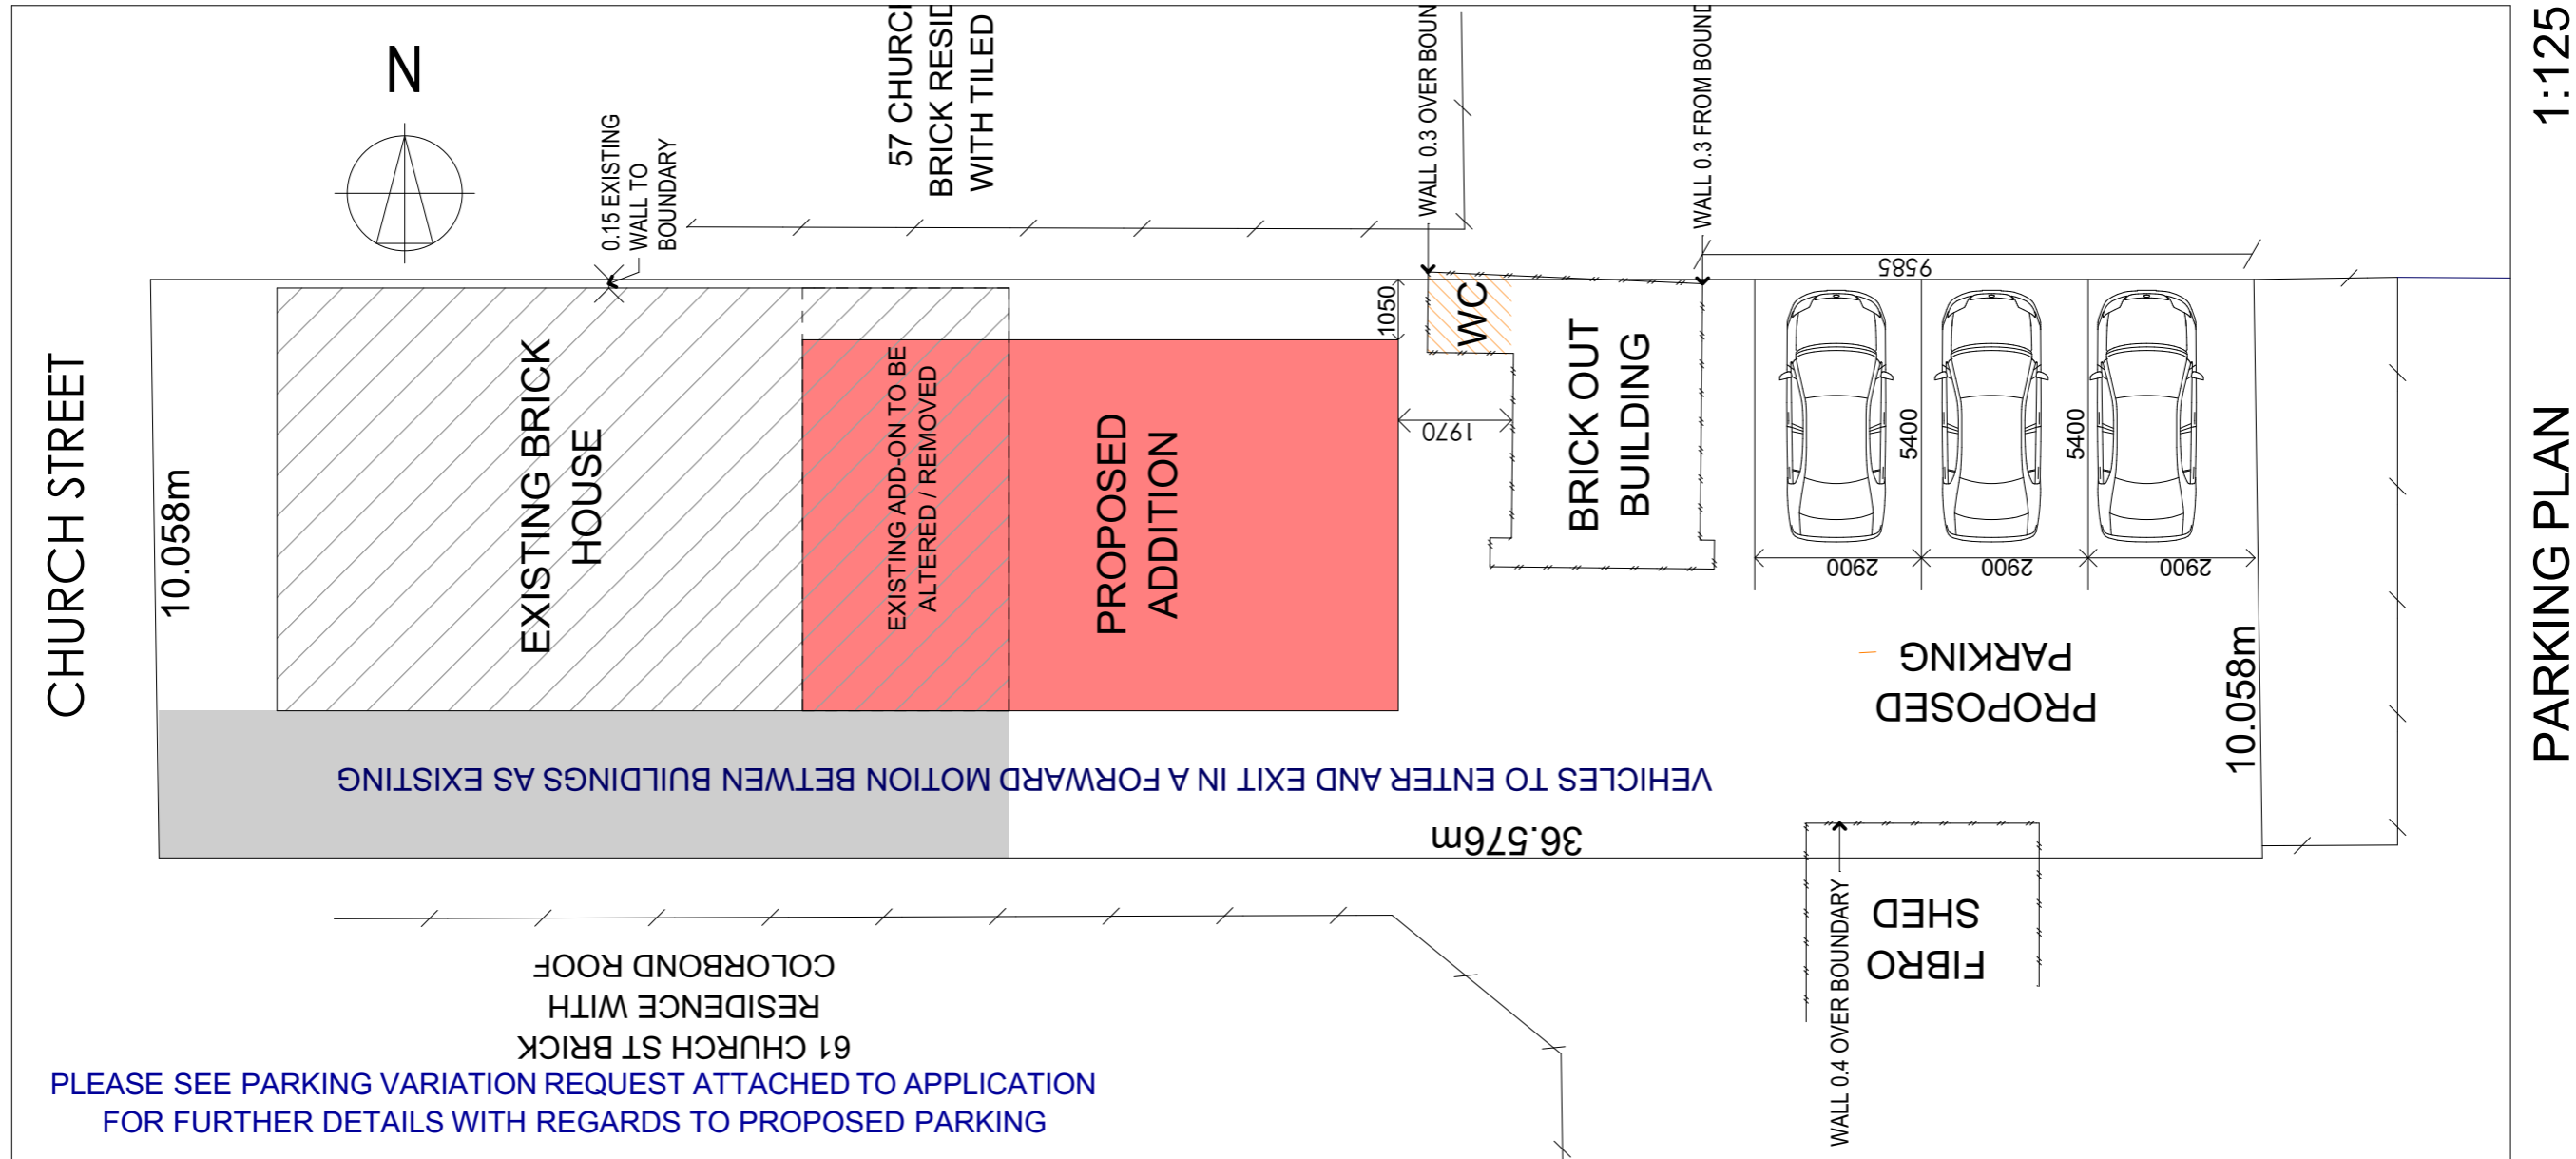 CHURCH STREET
10.058m
N
0.15 EXISTING
WALL TO
BOUNDARY
57 CHURCH
BRICK RESID
WITH TILED
WALL 0.3 OVER BOUN
WALL 0.3 FROM BOUND
9585
1050
WC
1970
EXISTING BRICK
HOUSE
EXISTING ADD-ON TO BE
ALTERED / REMOVED
PROPOSED
ADDITION
BRICK OUT
BUILDING
5400
5400
2900
2900
2900
PROPOSED
PARKING
10.058m
VEHICLES TO ENTER AND EXIT IN A FORWARD MOTION BETWEN BUILDINGS AS EXISTING
36.576m
FIBRO
SHED
WALL 0.4 OVER BOUNDARY
61 CHURCH ST BRICK
RESIDENCE WITH
COLORBOND ROOF
PLEASE SEE PARKING VARIATION REQUEST ATTACHED TO APPLICATION
FOR FURTHER DETAILS WITH REGARDS TO PROPOSED PARKING
PARKING PLAN
1:125